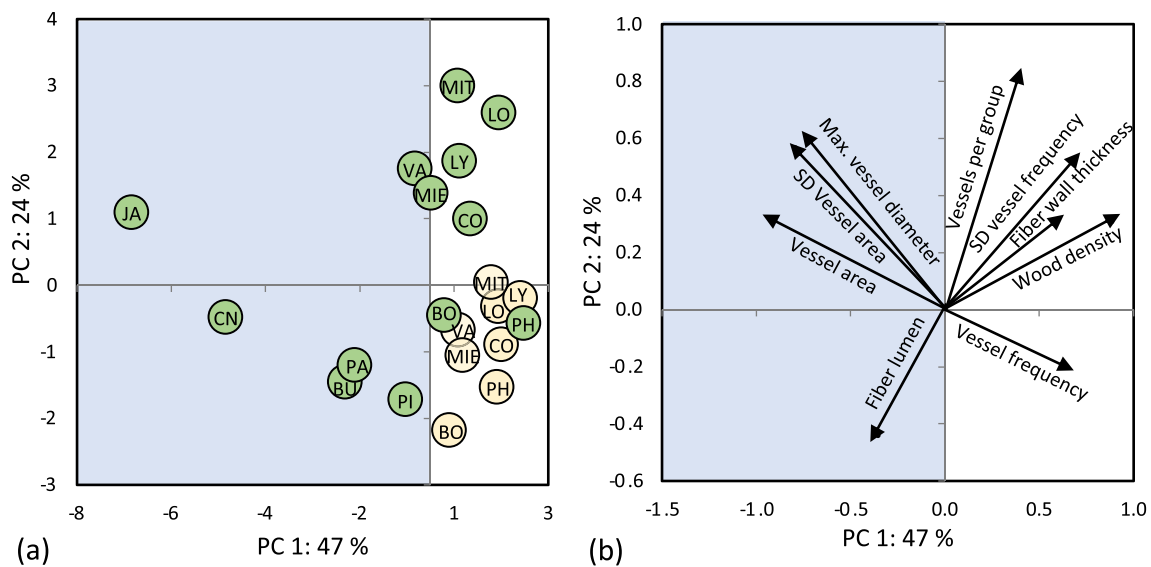 4
3
2
1
0
-1
-2
-3
-8
-6
-4
-2
1
3
PC 2: 24 %
PC 1: 47 %
(a)
MIT
LO
LY
VA
MIE
CO
JA
MIT
LY
LO
BO
PH
CN
VA
CO
MIE
PA
BU
PH
PI
BO
1.0
0.8
0.6
0.4
0.2
0.0
-0.2
-0.4
-0.6
-1.5
-1.0
-0.5
0.0
0.5
1.0
PC 2: 24 %
PC 1: 47 %
(b)
Max. vessel diameter
SD Vessel area
Vessel area
Vessels per group
SD vessel frequency
Fiber wall thickness
Wood density
Vessel frequency
Fiber lumen